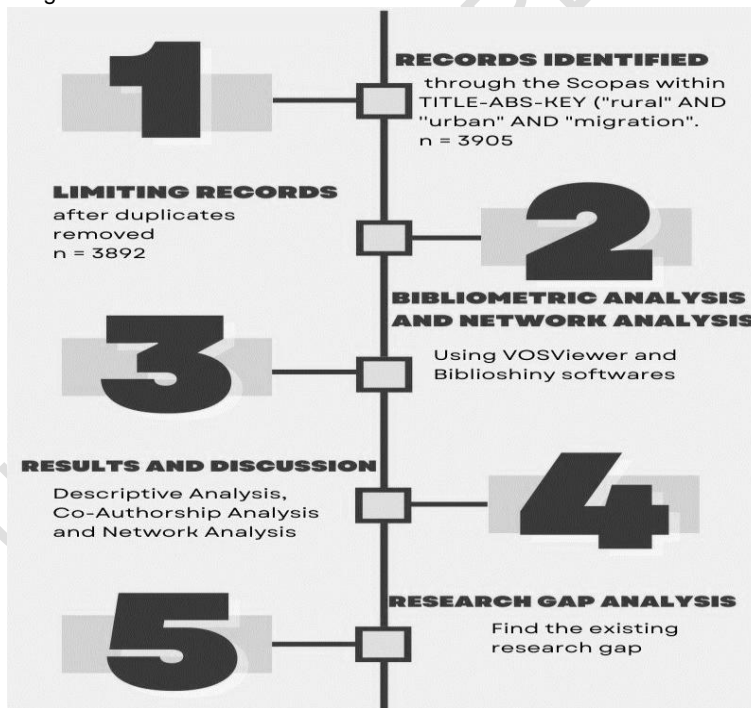 1
RECORDS IDENTIFIED
through the Scopas within
TITLE-ABS-KEY ("rural" AND
"urban" AND "migration".
n = 3905
LIMITING RECORDS
after duplicates
removed
n = 3892
2
BIBLIOMETRIC ANALYSIS
AND NETWORK ANALYSIS
Using VOSViewer and
Biblioshiny softwares
3
RESULTS AND DISCUSSION
Descriptive Analysis,
Co-Authorship Analysis
and Network Analysis
4
RESEARCH GAP ANALYSIS
Find the existing
research gap
5